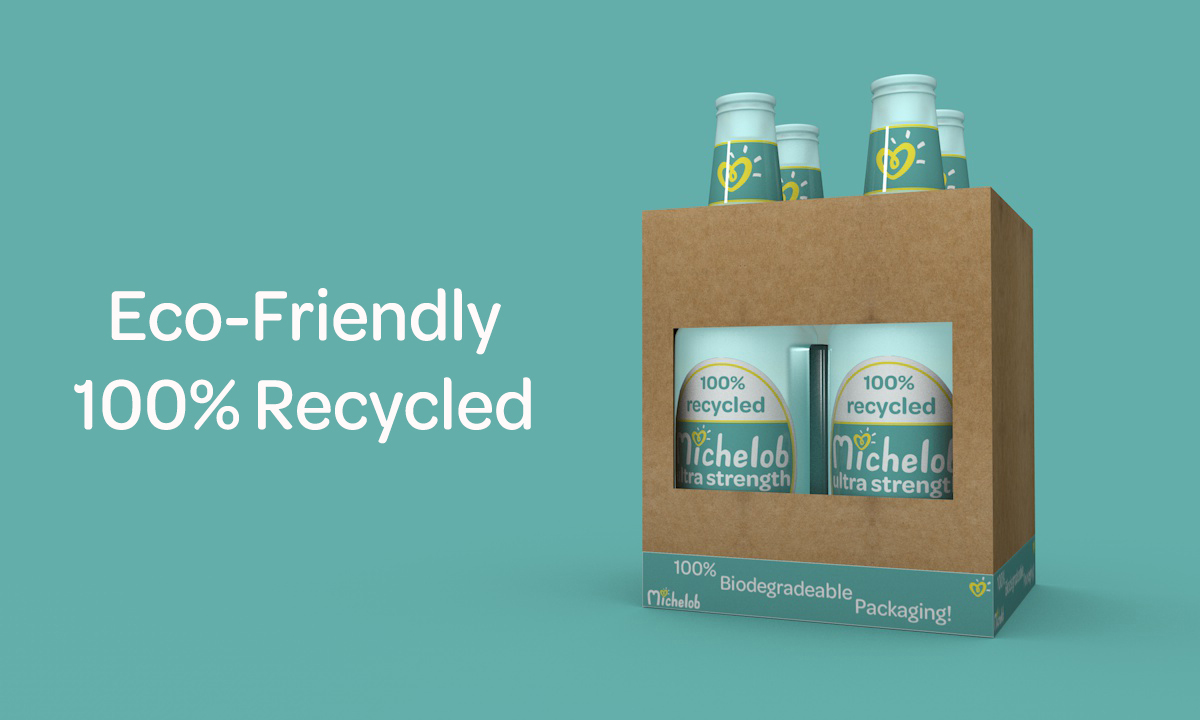 Eco-Friendly
100% Recycled
100%
recycled
Michelob
ultra strength
100%
recycled
Michelob
ultra strength
100%
Biodegradeable
Packaging!
Michelob